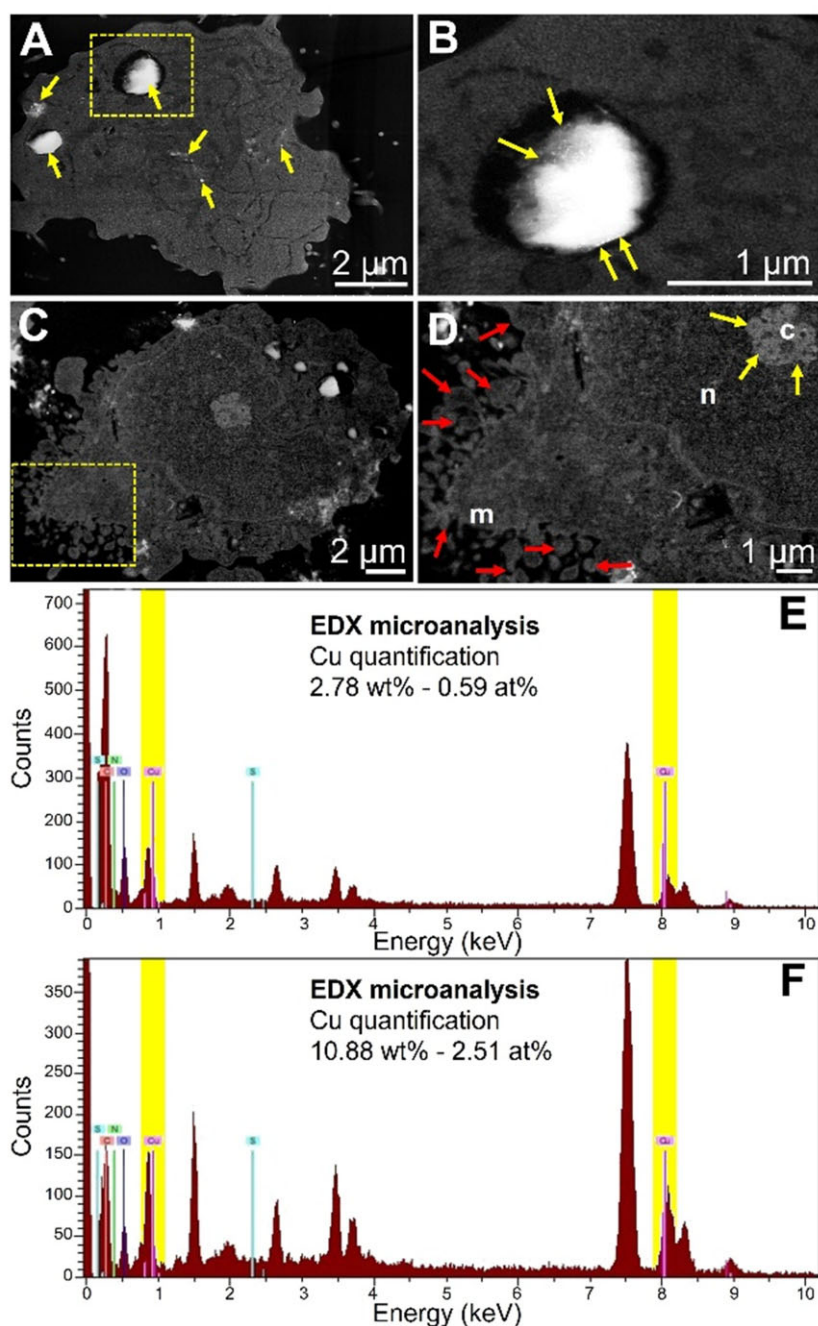 A
2 µm
B
1 µm
C
2 µm
D
c
n
m
1 µm
E
EDX microanalysis
Cu quantification
2.78 wt% - 0.59 at%
Counts
700
600
500
400
300
200
100
0
S
N
C
O
Cu
S
Cu
0 1 2 3 4 5 6 7 8 9 10
Energy (keV)
F
EDX microanalysis
Cu quantification
10.88 wt% - 2.51 at%
Counts
350
300
250
200
150
100
50
0
S
N
C
O
Cu
S
Cu
0 1 2 3 4 5 6 7 8 9 10
Energy (keV)